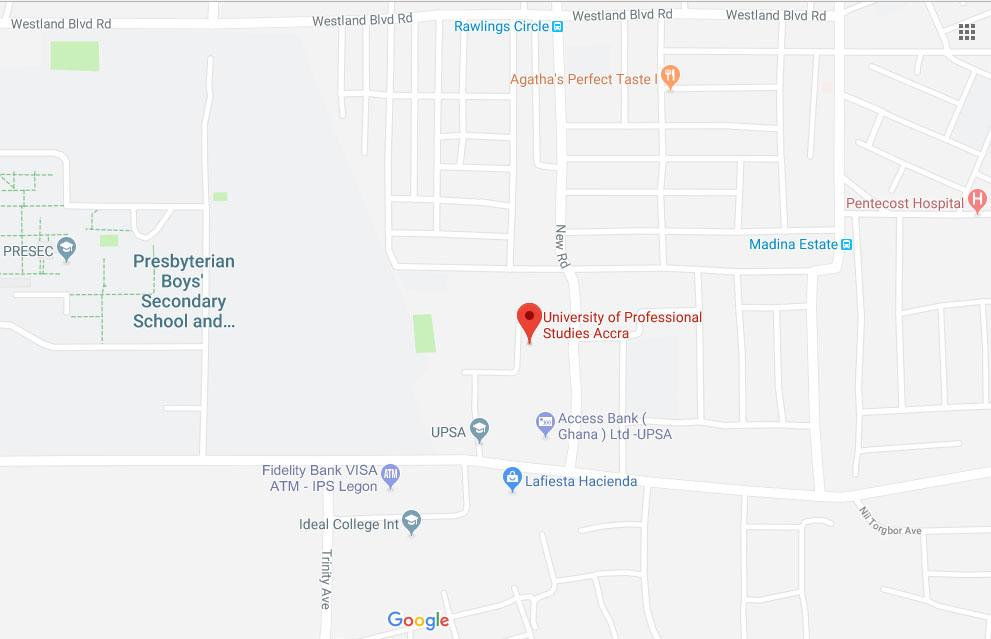 Westland Blvd Rd
Westland Blvd Rd
Westland Blvd Rd
Westland Blvd Rd
Rawlings Circle
Agatha's Perfect Taste I
Pentecost Hospital
H
New Rd
Madina Estate
PRESEC
Presbyterian
Boys'
Secondary
School and...
University of Professional
Studies Accra
UPSA
Access Bank (
Ghana ) Ltd -UPSA
Fidelity Bank VISA
ATM - IPS Legon
ATM
Lafiesta Hacienda
Ideal College Int
Nii Torgbor Ave
Trinity Ave
Google